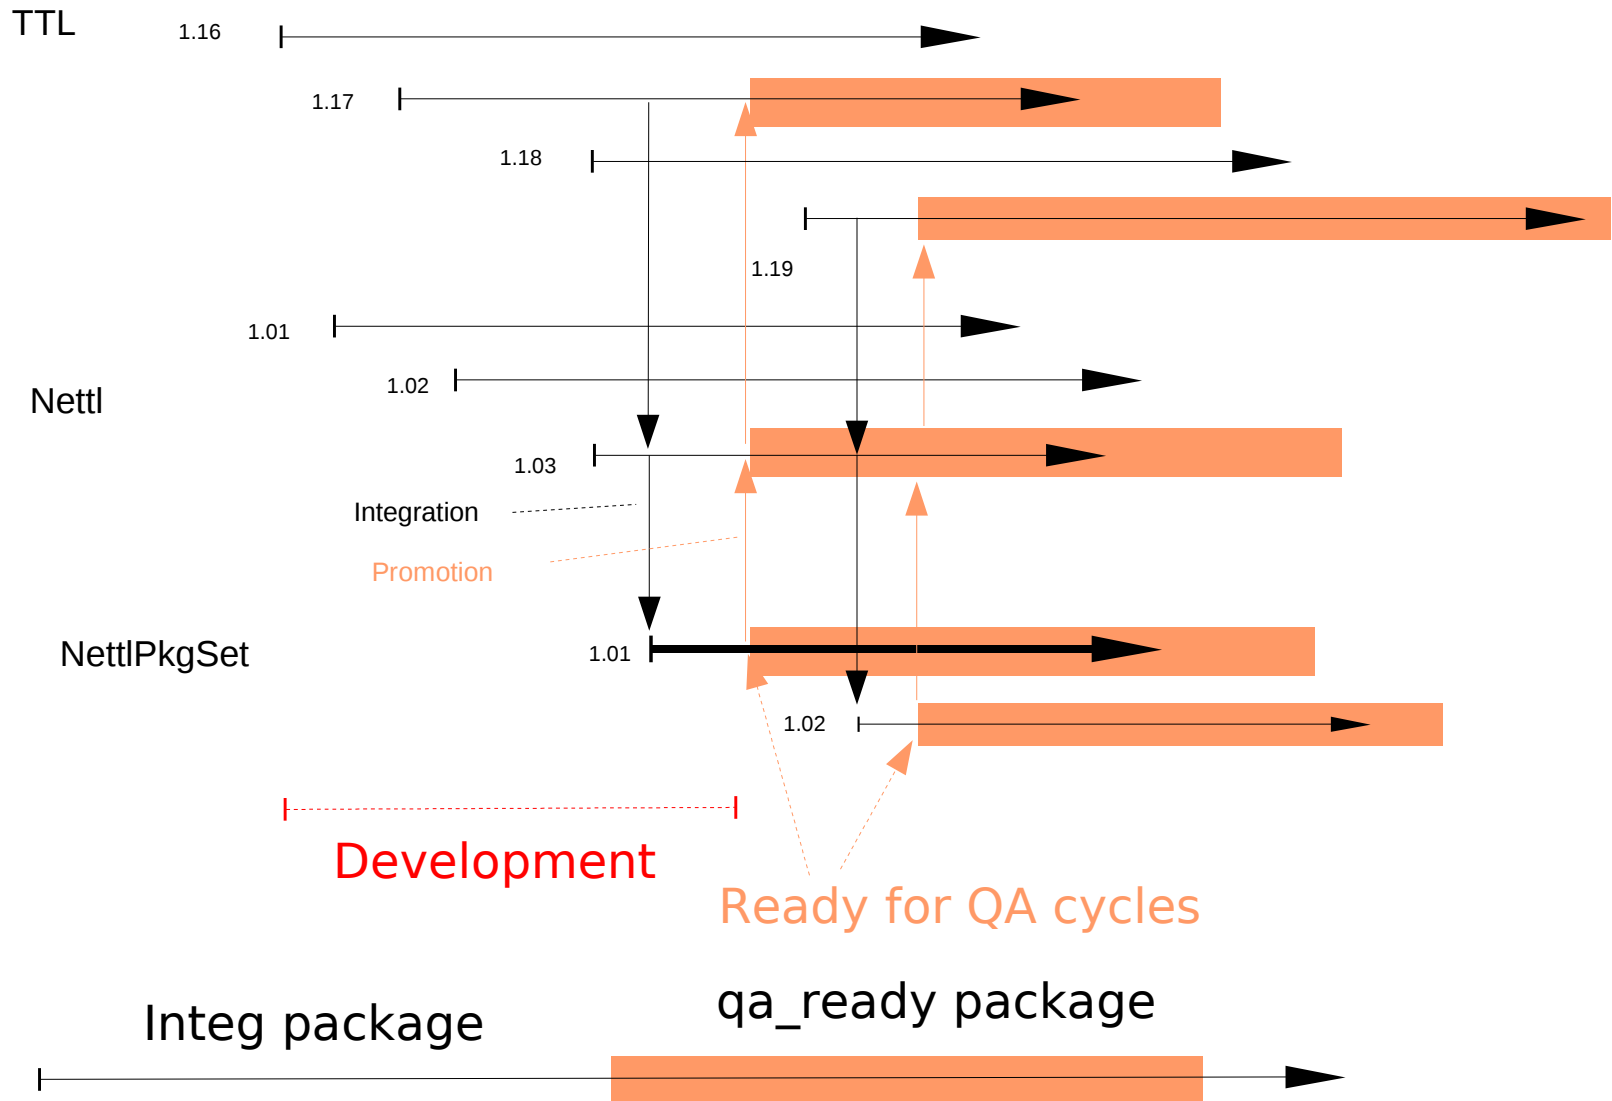 TTL
1.16
1.17
1.18
1.19
1.01
1.02
Nettl
1.03
Integration
Promotion
NettlPkgSet
1.01
1.02
Development
Ready for QA cycles
Integ package
qa_ready package